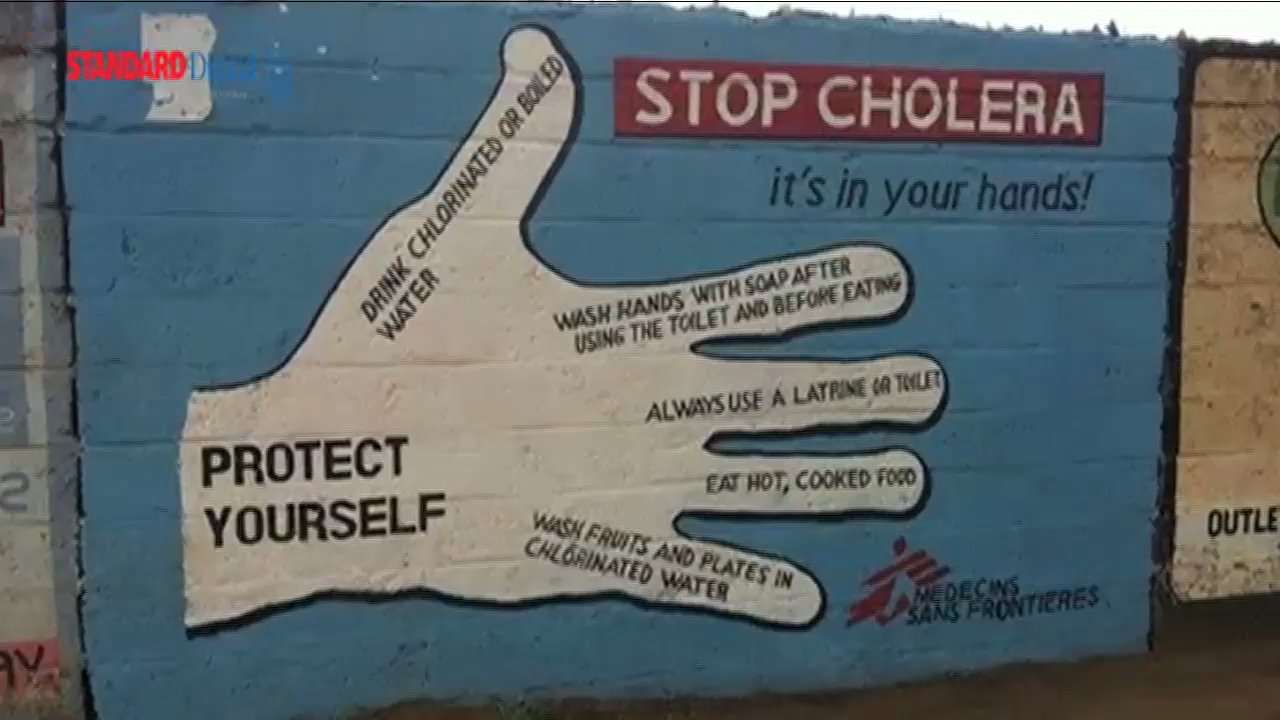 STANDARD Digital
STOP CHOLERA
it's in your hands!
DRINK CHLORINATED OR BOILED
WATER
WASH HANDS WITH SOAP AFTER
USING THE TOILET AND BEFORE EATING
ALWAYS USE A LATRINE OR TOILET
EAT HOT, COOKED FOOD
WASH FRUITS AND PLATES IN
CHLORINATED WATER
PROTECT
YOURSELF
MEDECINS
SANS FRONTIERES
OUTLE